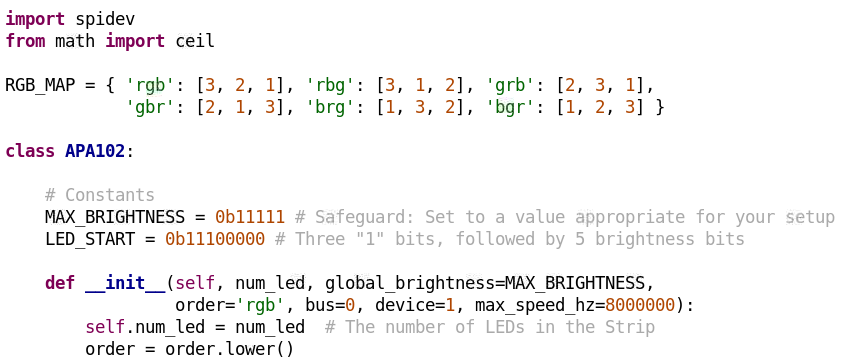 import spidev
from math import ceil

RGB_MAP = { 'rgb': [3, 2, 1], 'rbg': [3, 1, 2], 'grb': [2, 3, 1],
            'gbr': [2, 1, 3], 'brg': [1, 3, 2], 'bgr': [1, 2, 3] }

class APA102:

    # Constants
    MAX_BRIGHTNESS = 0b11111 # Safeguard: Set to a value appropriate for your setup
    LED_START = 0b11100000 # Three "1" bits, followed by 5 brightness bits

    def __init__(self, num_led, global_brightness=MAX_BRIGHTNESS,
                 order='rgb', bus=0, device=1, max_speed_hz=8000000):
        self.num_led = num_led  # The number of LEDs in the Strip
        order = order.lower()